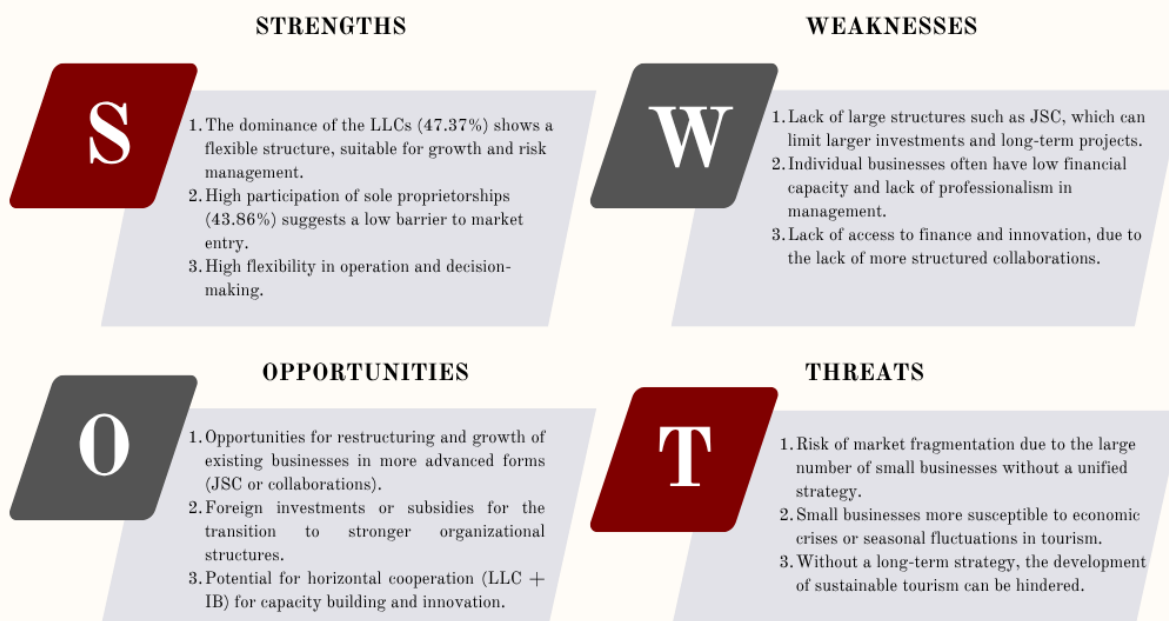 STRENGTHS
S
1. The dominance of the LLCs (47.37%) shows a
flexible structure, suitable for growth and risk
management.
2. High participation of sole proprietorships
(43.86%) suggests a low barrier to market
entry.
3. High flexibility in operation and decision-
making.
WEAKNESSES
W
1. Lack of large structures such as JSC, which can
limit larger investments and long-term projects.
2. Individual businesses often have low financial
capacity and lack of professionalism in
management.
3. Lack of access to finance and innovation, due to
the lack of more structured collaborations.
OPPORTUNITIES
O
1. Opportunities for restructuring and growth of
existing businesses in more advanced forms
(JSC or collaborations).
2. Foreign investments or subsidies for the
transition to stronger organizational
structures.
3. Potential for horizontal cooperation (LLC +
IB) for capacity building and innovation.
THREATS
T
1. Risk of market fragmentation due to the large
number of small businesses without a unified
strategy.
2. Small businesses more susceptible to economic
crises or seasonal fluctuations in tourism.
3. Without a long-term strategy, the development
of sustainable tourism can be hindered.